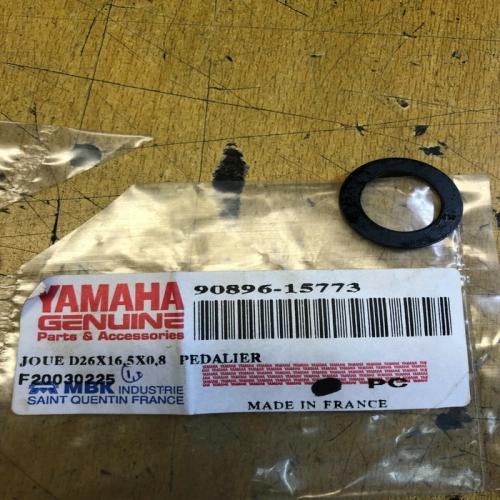 YAMAHA
GENUINE
Parts & Accessories
90896-15773
JOUE D26X16,5X0,8 PEDALIER
F20030225
MBK INDUSTRIE
SAINT QUENTIN FRANCE
PC
MADE IN FRANCE